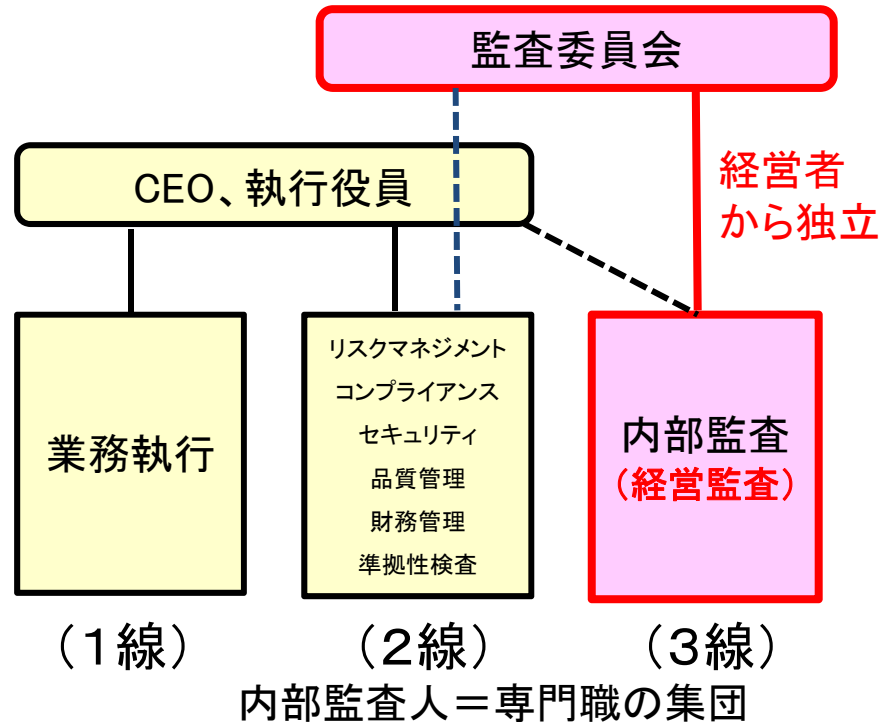 監査委員会
CEO、執行役員
経営者
から独立
業務執行
リスクマネジメント
コンプライアンス
セキュリティ
品質管理
財務管理
準拠性検査
内部監査
（経営監査）
（１線）
（２線）
（３線）
内部監査人＝専門職の集団